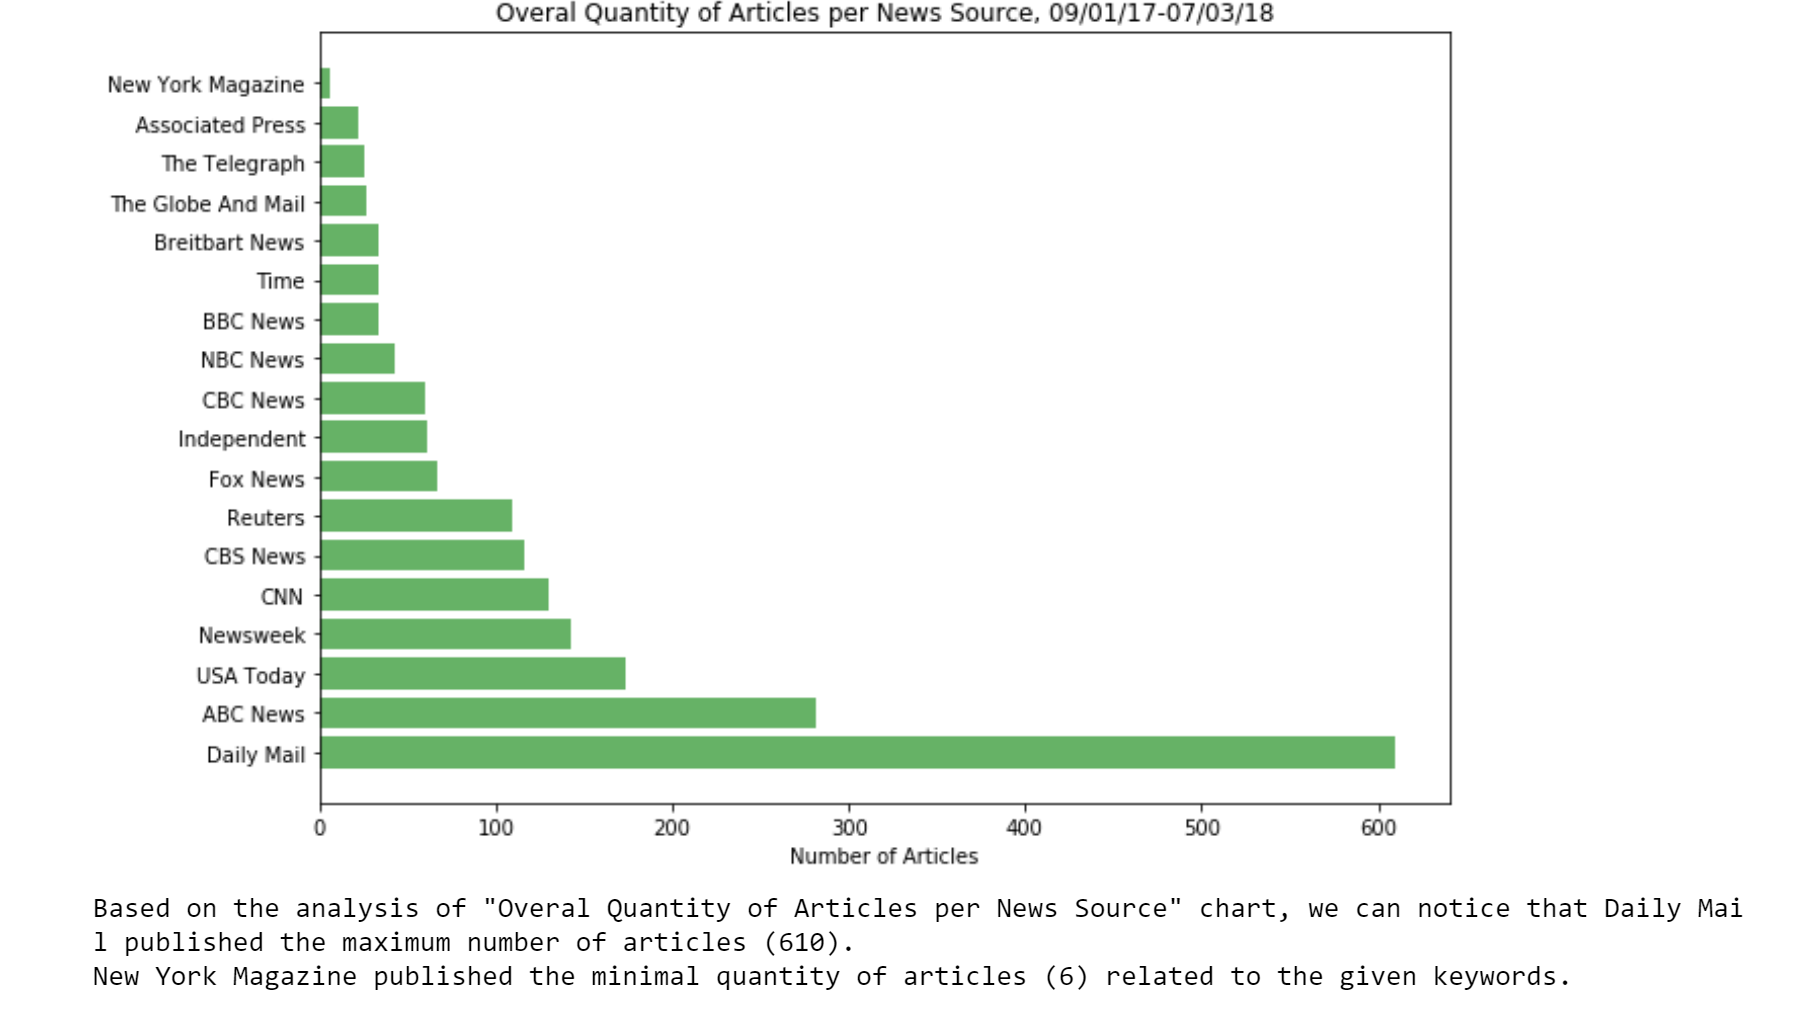 Overal Quantity of Articles per News Source, 09/01/17-07/03/18
New York Magazine
Associated Press
The Telegraph
The Globe And Mail
Breitbart News
Time
BBC News
NBC News
CBC News
Independent
Fox News
Reuters
CBS News
CNN
Newsweek
USA Today
ABC News
Daily Mail
0 100 200 300 400 500 600
Number of Articles
Based on the analysis of "Overal Quantity of Articles per News Source" chart, we can notice that Daily Mai
l published the maximum number of articles (610).
New York Magazine published the minimal quantity of articles (6) related to the given keywords.